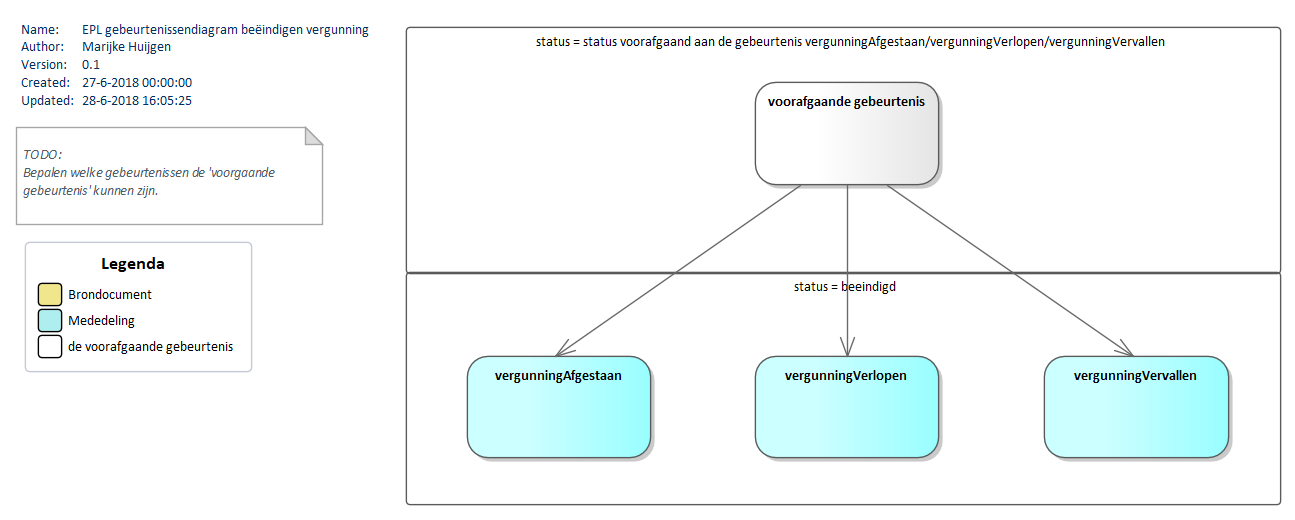 Name: EPL gebeurtenissendiagram beëindigen vergunning
Author: Marijke Huijgen
Version: 0.1
Created: 27-6-2018 00:00:00
Updated: 28-6-2018 16:05:25
TODO:
Bepalen welke gebeurtenissen de 'voorgaande
gebeurtenis' kunnen zijn.
Legenda
Brondocument
Mededeling
de voorafgaande gebeurtenis
status = status voorafgaand aan de gebeurtenis vergunningAfgestaan/vergunningVerlopen/vergunningVervallen
voorafgaande gebeurtenis
status = beeindigd
vergunningAfgestaan
vergunningVerlopen
vergunningVervallen